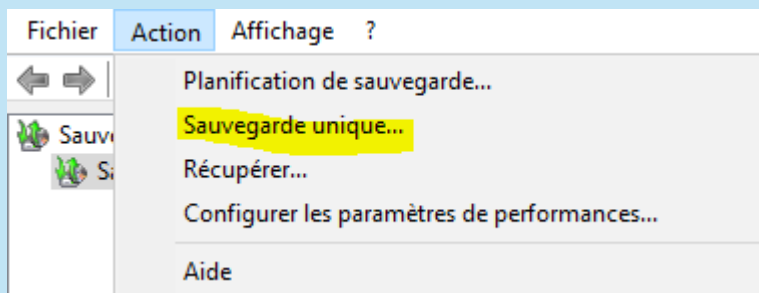 Fichier Action Affichage ?
Planification de sauvegarde...
Sauvegarde unique...
Récupérer...
Configurer les paramètres de performances...
Aide